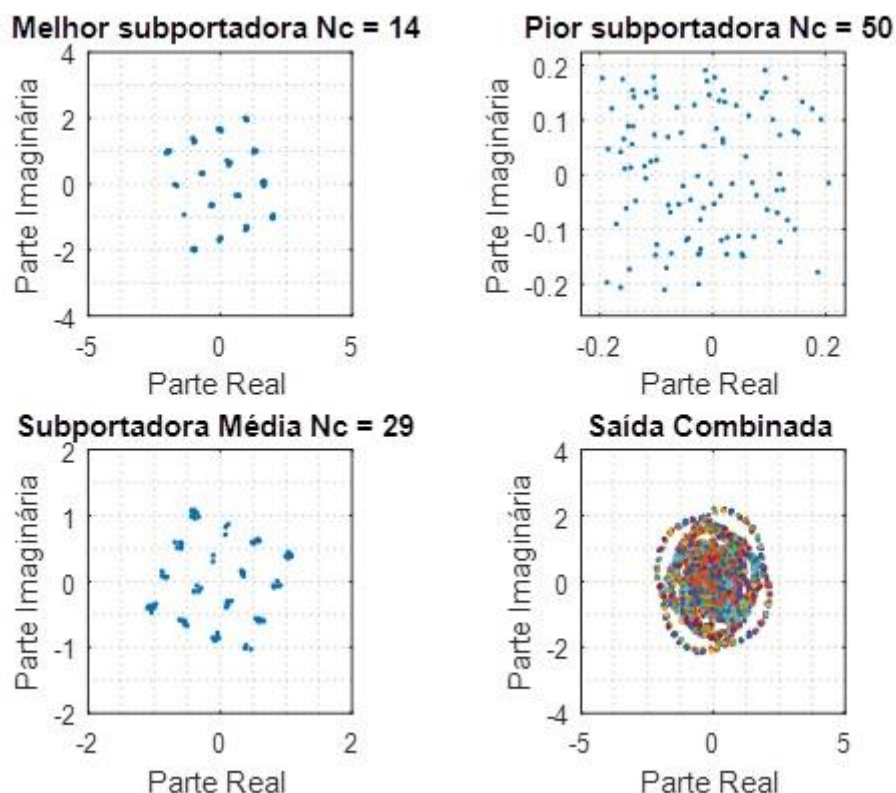 Melhor subportadora Nc = 14
4
2
0
-2
-4
-5
0
5
Parte Real
Parte Imaginária
Pior subportadora Nc = 50
0.2
0.1
0
-0.1
-0.2
-0.2
0
0.2
Parte Real
Parte Imaginária
Subportadora Média Nc = 29
2
1
0
-1
-2
-2
0
2
Parte Real
Parte Imaginária
Saída Combinada
4
2
0
-2
-4
-5
0
5
Parte Real
Parte Imaginária